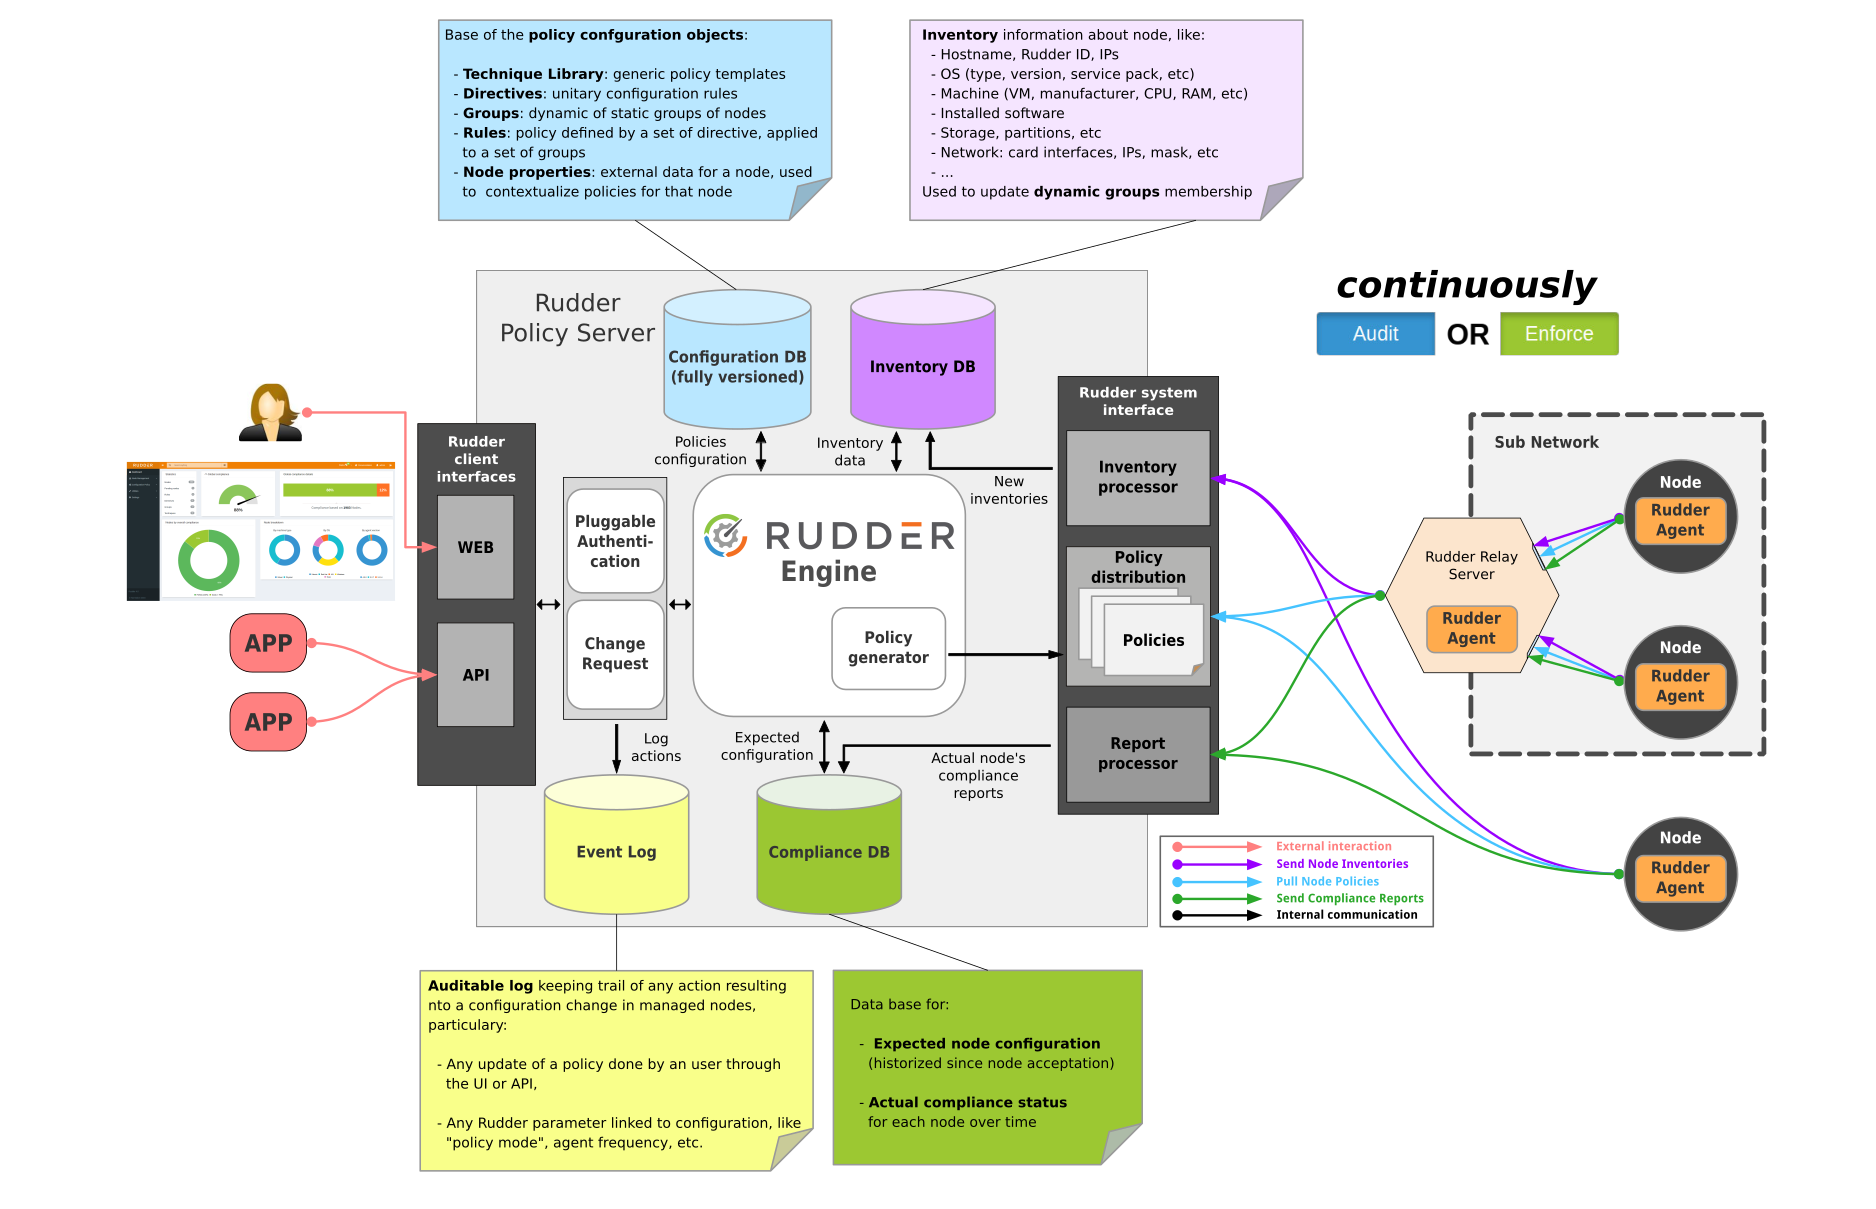 Base of the policy confguration objects:
- Technique Library: generic policy templates
- Directives: unitary configuration rules
- Groups: dynamic of static groups of nodes
- Rules: policy defined by a set of directive, applied
to a set of groups
- Node properties: external data for a node, used
to  contextualize policies for that node
Inventory information about node, like:
- Hostname, Rudder ID, IPs
- OS (type, version, service pack, etc)
- Machine (VM, manufacturer, CPU, RAM, etc)
- Installed software
- Storage, partitions, etc
- Network: card interfaces, IPs, mask, etc
- ...
Used to update dynamic groups membership
Rudder
Policy Server
Configuration DB
(fully versioned)
Inventory DB
continuously
Audit
OR
Enforce
Policies
configuration
Inventory
data
New
inventories
Rudder
client
interfaces
WEB
API
RUDDER
APP
APP
Pluggable
Authenti-
cation
Change
Request
RUDDER
Engine
Policy
generator
Rudder system
interface
Inventory
processor
Policy
distribution
Policies
Report
processor
Log
actions
Expected
configuration
Actual node's
compliance
reports
Event Log
Compliance DB
Sub Network
Rudder Relay
Server
Rudder
Agent
Node
Rudder
Agent
Node
Rudder
Agent
Node
Rudder
Agent
External interaction
Send Node Inventories
Pull Node Policies
Send Compliance Reports
Internal communication
Auditable log keeping trail of any action resulting
nto a configuration change in managed nodes,
particulary:
- Any update of a policy done by an user through
the UI or API,
- Any Rudder parameter linked to configuration, like
"policy mode", agent frequency, etc.
Data base for:
- Expected node configuration
(historized since node acceptation)
- Actual compliance status
for each node over time